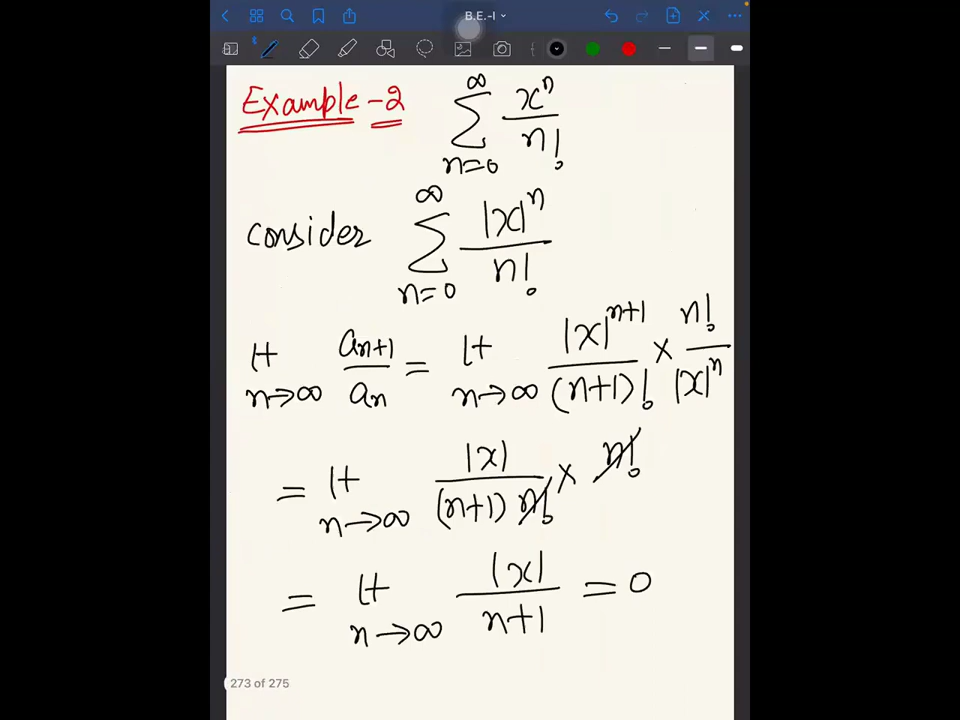 B.E.-I
Example-2 ∑_{n=0}^{∞} x^n / n!
consider ∑_{n=0}^{∞} |x|^n / n!
lt_{n→∞} a_{n+1} / a_n = lt_{n→∞} |x|^{n+1} / (n+1)! × n! / |x|^n
= lt_{n→∞} |x| / (n+1) n! × n!
= lt_{n→∞} |x| / n+1 = 0
273 of 275